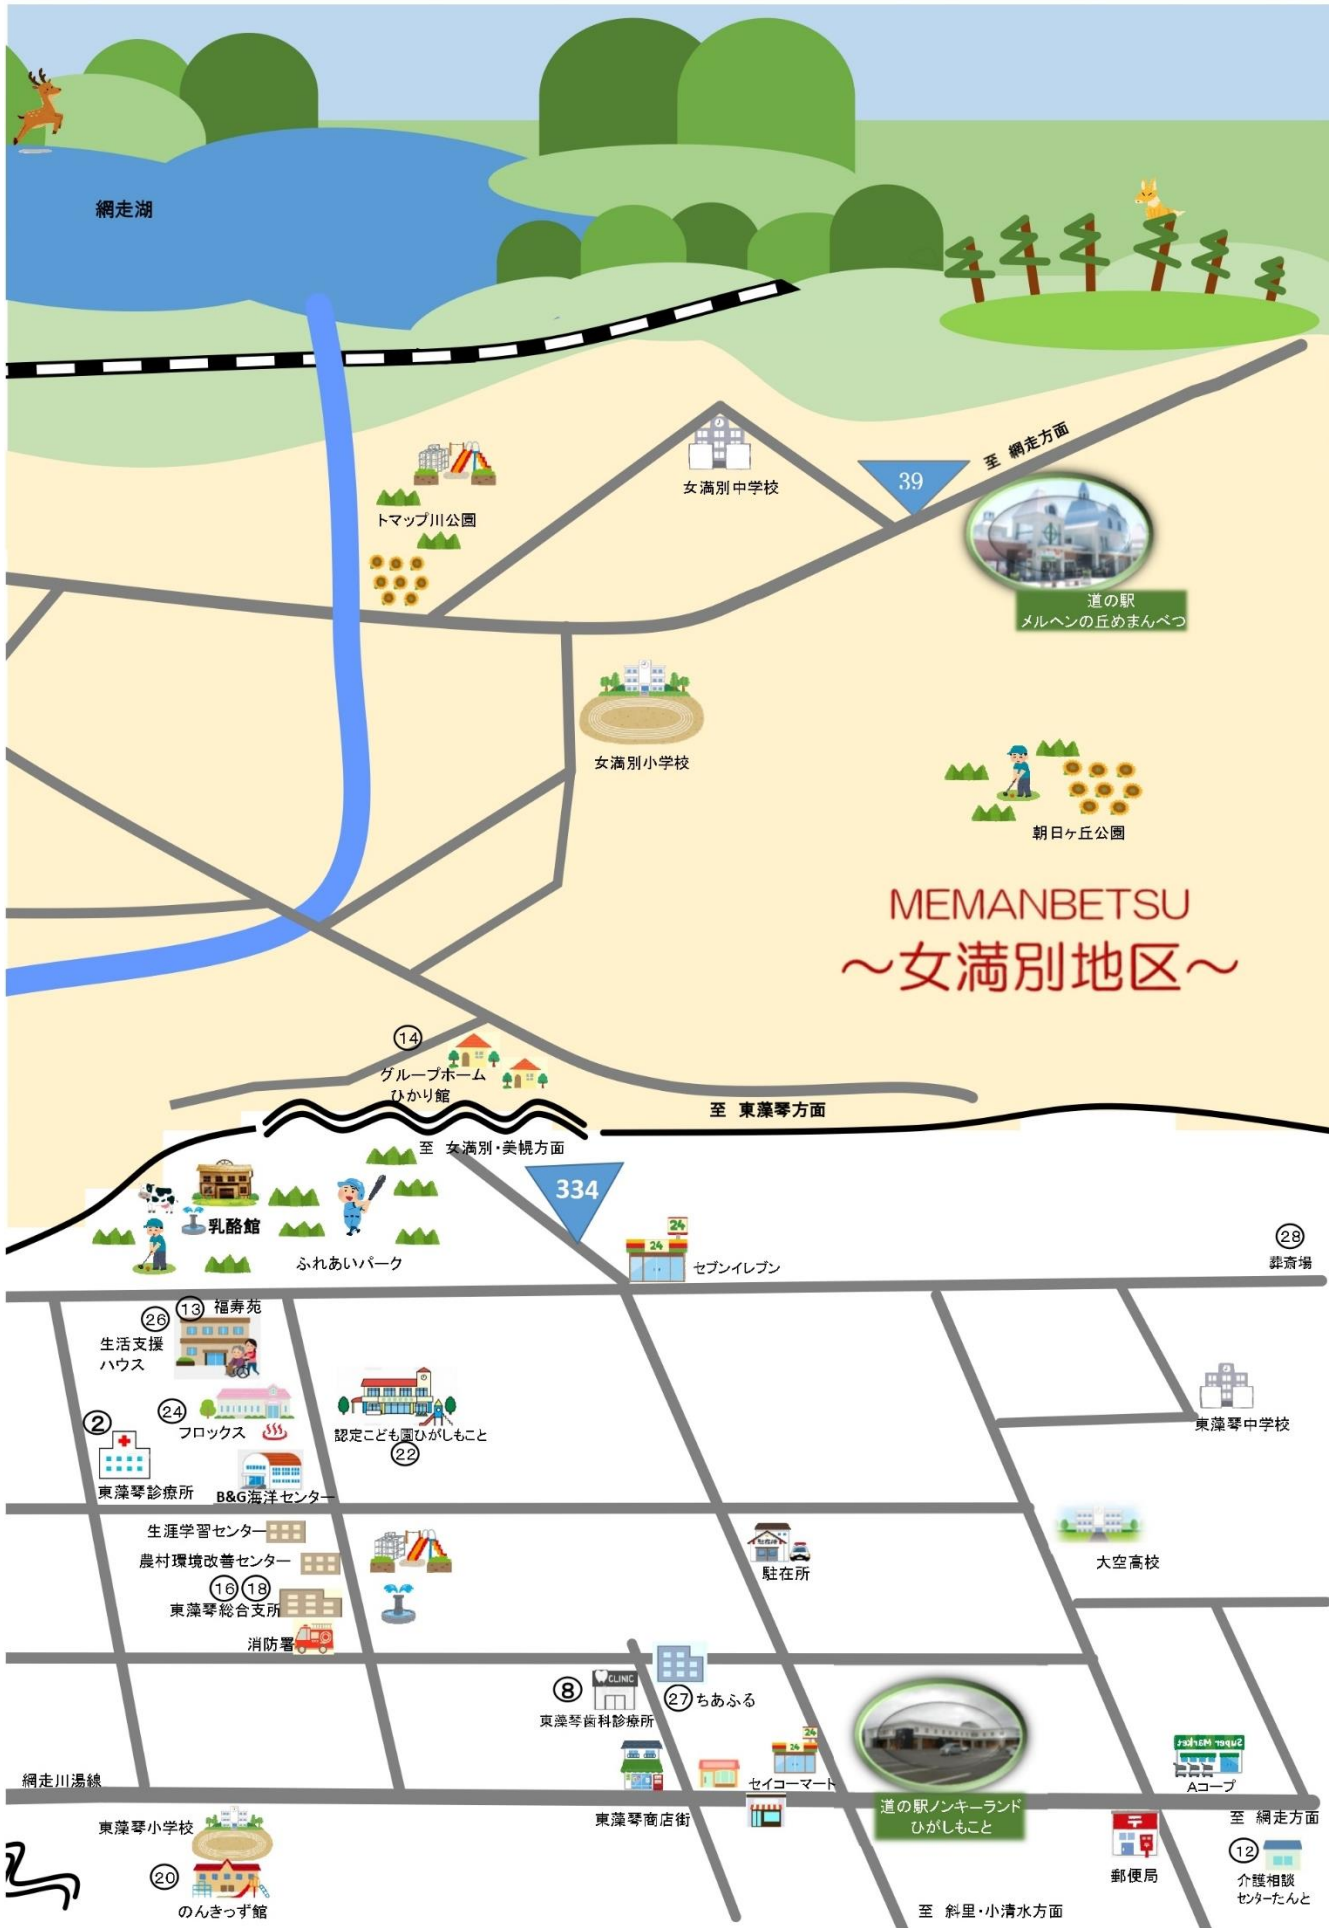 網走湖
至 網走方面
39
女満別中学校
トマップ川公園
道の駅
メルヘンの丘めまんべつ
女満別小学校
朝日ヶ丘公園
MEMANBETSU
～女満別地区～
⑭
グループホーム
ひかり館
至 東藻琴方面
至 女満別・美幌方面
334
乳酪館
ふれあいパーク
24
24
セブンイレブン
㉘
葬斎場
⑬ 福寿苑
㉖
生活支援
ハウス
㉔
フロックス
②
東藻琴診療所
B&G海洋センター
認定こども園ひがしもこと
㉒
東藻琴中学校
生涯学習センター
農村環境改善センター
⑯⑱
東藻琴総合支所
消防署
駐在所
駐在所
大空高校
CLINIC
⑧
東藻琴歯科診療所
㉗ちあふる
24
24
セイコーマート
Super Market
Aコープ
網走川湯線
東藻琴商店街
道の駅ノンキーランド
ひがしもこと
至 網走方面
東藻琴小学校
⑳
のんきっず館
郵便局
⑫
介護相談
センターたんと
至 斜里・小清水方面